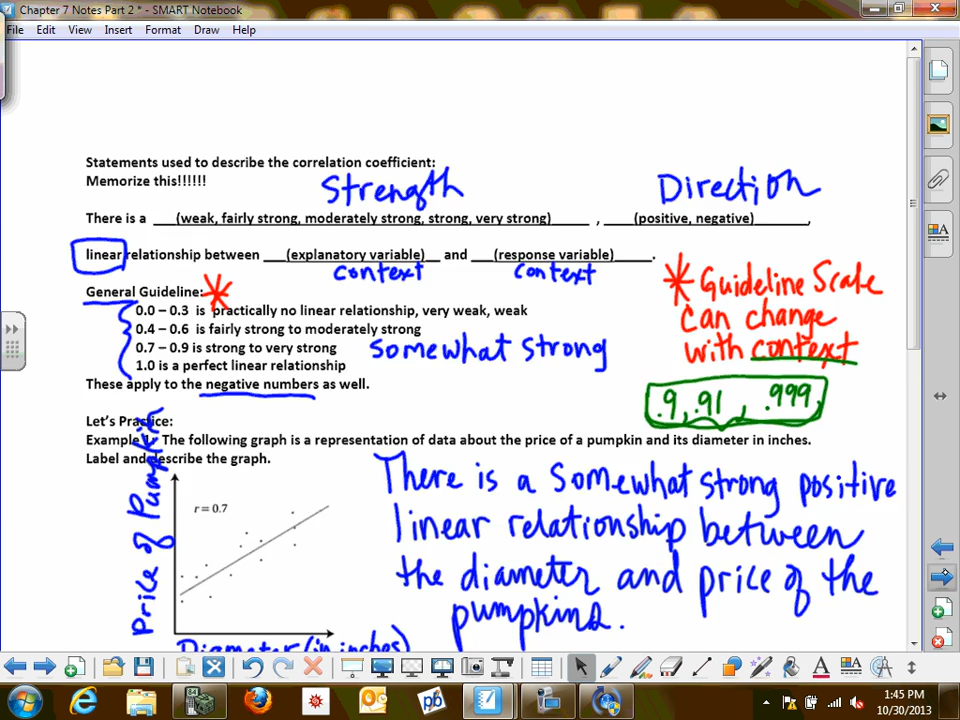 Chapter 7 Notes Part 2 * - SMART Notebook
File Edit View Insert Format Draw Help
Statements used to describe the correlation coefficient:
Memorize this!!!!!!
Strength Direction
There is a ___(weak, fairly strong, moderately strong, strong, very strong)______ , ____(positive, negative)________,
linear relationship between ___(explanatory variable)__ and ___(response variable)_____.
context context
General Guideline: *
0.0 – 0.3 is practically no linear relationship, very weak, weak
0.4 – 0.6 is fairly strong to moderately strong
0.7 – 0.9 is strong to very strong somewhat strong
1.0 is a perfect linear relationship
These apply to the negative numbers as well.
* Guideline Scale
can change
with context
.9, .91 , .999
Let's Practice:
Example 1: The following graph is a representation of data about the price of a pumpkin and its diameter in inches.
Label and describe the graph.
Price of Pumpkin
r = 0.7
Diameter (in inches)
There is a somewhat strong positive
linear relationship between
the diameter and price of the
pumpkins.
A ABC
pb
1:45 PM
10/30/2013